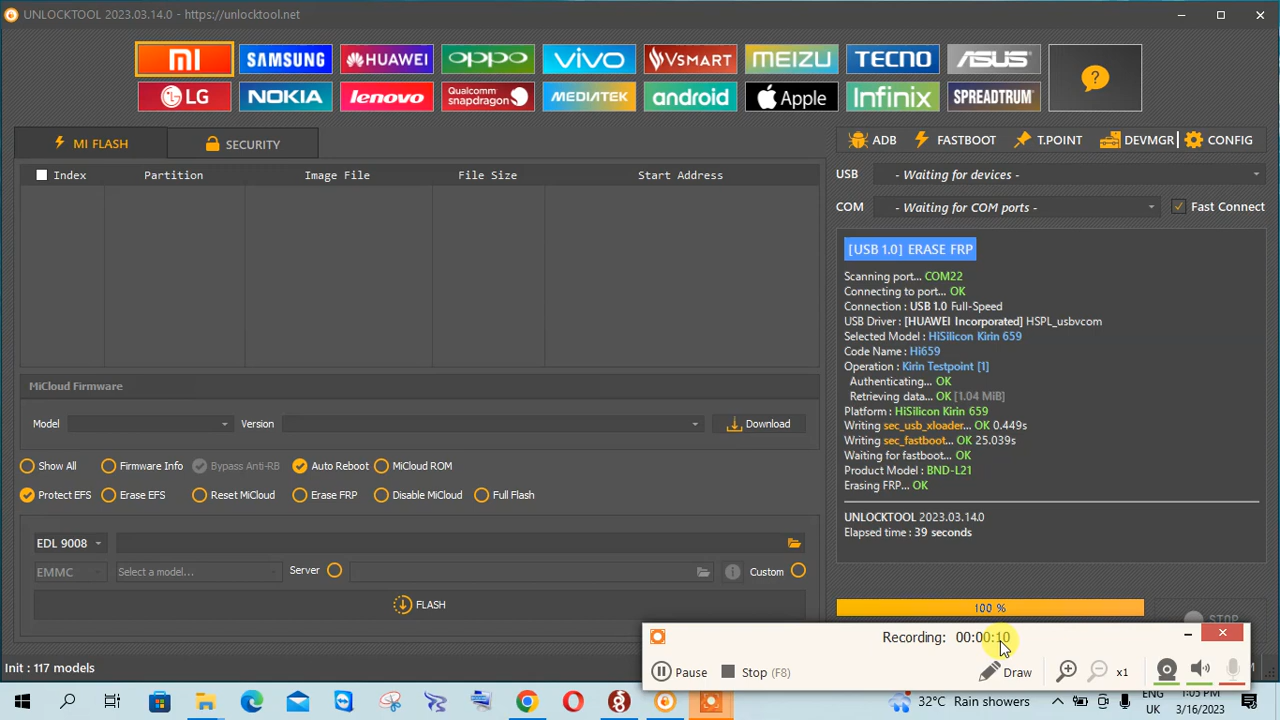 UNLOCKTOOL 2023.03.14.0 - https://unlocktool.net
MI SAMSUNG HUAWEI OPPO VIVO VSMART MEIZU TECNO ASUS
LG NOKIA lenovo Qualcomm snapdragon MEDIATEK android Apple Infinix SPREADTRUM ?
MI FLASH SECURITY
ADB FASTBOOT T.POINT DEVMGR CONFIG
Index Partition Image File File Size Start Address
USB - Waiting for devices -
COM - Waiting for COM ports - Fast Connect
[USB 1.0] ERASE FRP
Scanning port... COM22
Connecting to port... OK
Connection : USB 1.0 Full-Speed
USB Driver : [HUAWEI Incorporated] HSPL_usbvcom
Selected Model : HiSilicon Kirin 659
Code Name : Hi659
Operation : Kirin Testpoint [1]
Authenticating... OK
Retrieving data... OK [1.04 MiB]
Platform : HiSilicon Kirin 659
Writing sec_usb_xloader... OK 0.449s
Writing sec_fastboot... OK 25.039s
Waiting for fastboot... OK
Product Model : BND-L21
Erasing FRP... OK
UNLOCKTOOL 2023.03.14.0
Elapsed time : 39 seconds
MiCloud Firmware
Model Version Download
Show All Firmware Info Bypass Anti-RB Auto Reboot MiCloud ROM
Protect EFS Erase EFS Reset MiCloud Erase FRP Disable MiCloud Full Flash
EDL 9008
EMMC Select a model... Server Custom
FLASH
100 %
STOP
Recording: 00:00:10
Pause Stop (F8) Draw x1
Init : 117 models
32°C Rain showers
ENG
UK
1:05 PM
3/16/2023